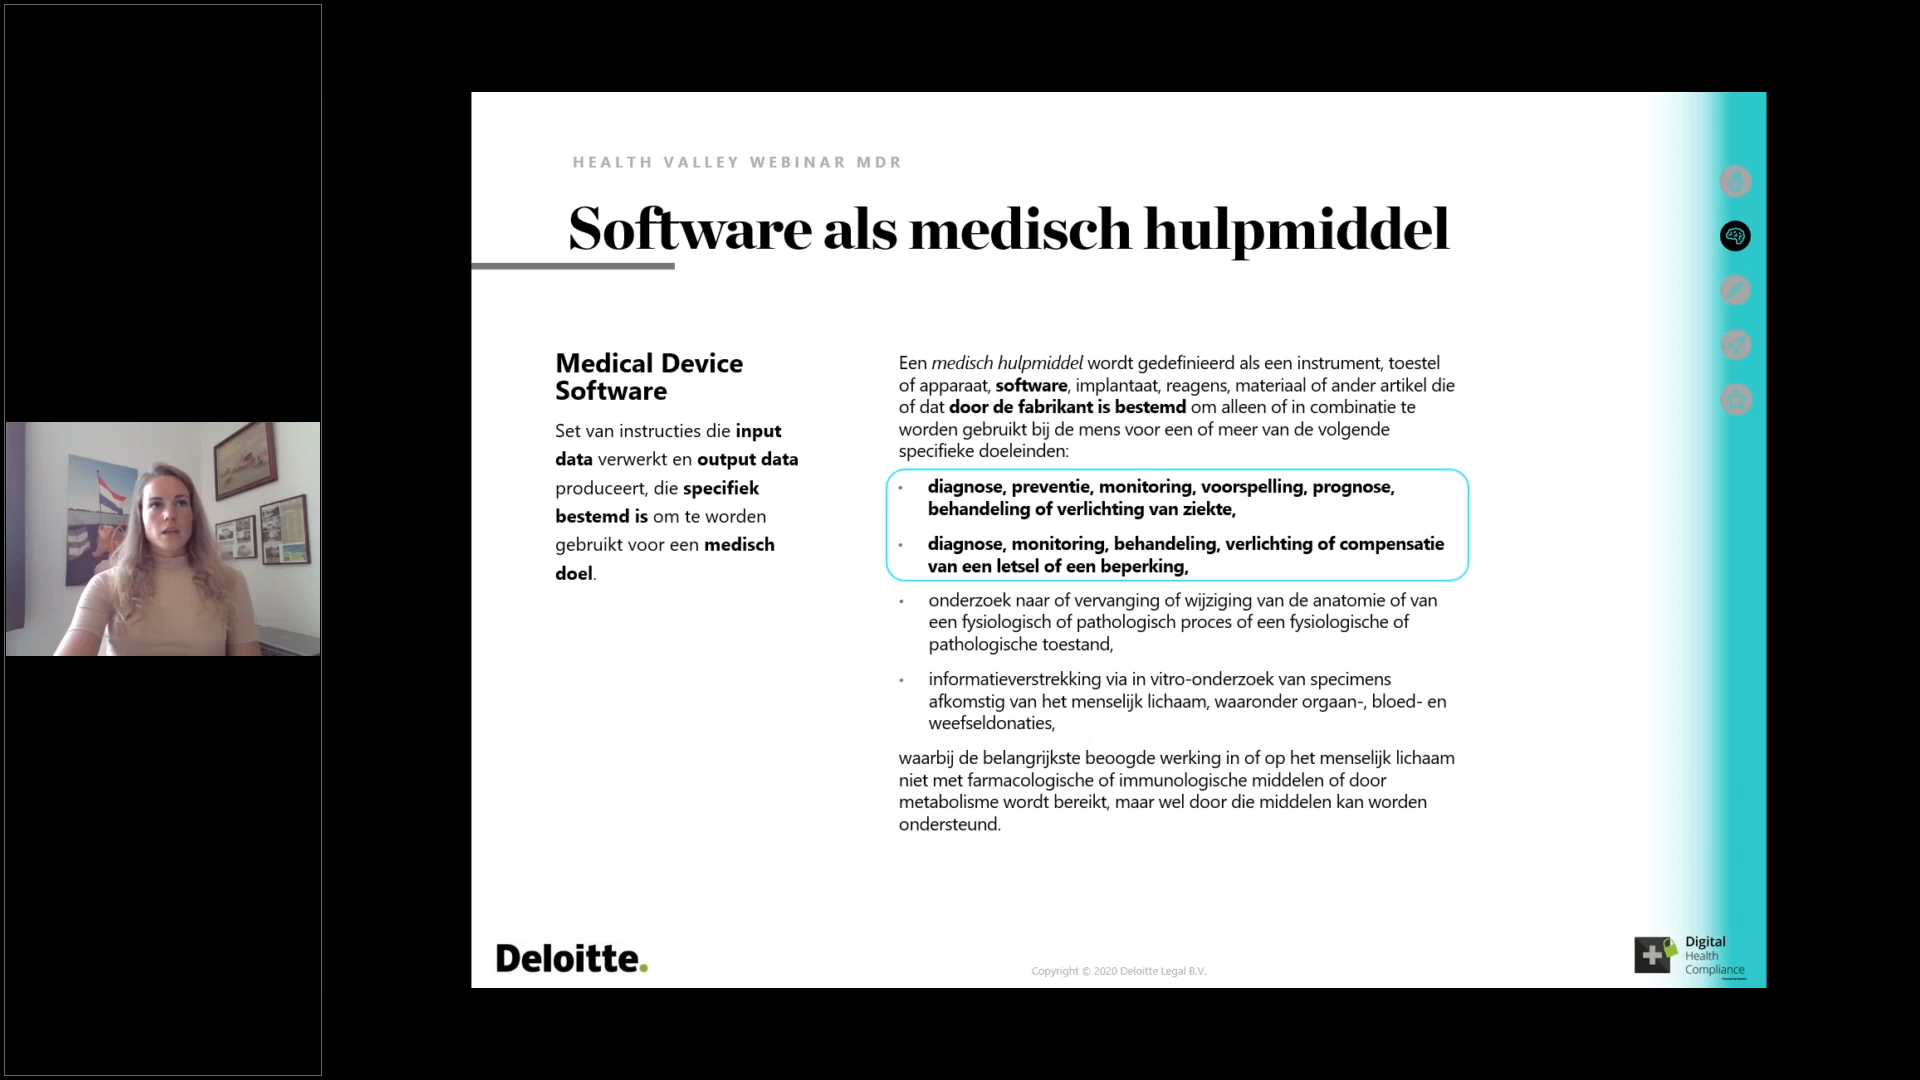 HEALTH VALLEY WEBINAR MDR
Software als medisch hulpmiddel
Medical Device
Software
Set van instructies die input
data verwerkt en output data
produceert, die specifiek
bestemd is om te worden
gebruikt voor een medisch
doel.
Een medisch hulpmiddel wordt gedefinieerd als een instrument, toestel
of apparaat, software, implantaat, reagens, materiaal of ander artikel die
of dat door de fabrikant is bestemd om alleen of in combinatie te
worden gebruikt bij de mens voor een of meer van de volgende
specifieke doeleinden:
• diagnose, preventie, monitoring, voorspelling, prognose,
behandeling of verlichting van ziekte,
• diagnose, monitoring, behandeling, verlichting of compensatie
van een letsel of een beperking,
• onderzoek naar of vervanging of wijziging van de anatomie of van
een fysiologisch of pathologisch proces of een fysiologische of
pathologische toestand,
• informatieverstrekking via in vitro-onderzoek van specimens
afkomstig van het menselijk lichaam, waaronder orgaan-, bloed- en
weefseldonaties,
waarbij de belangrijkste beoogde werking in of op het menselijk lichaam
niet met farmacologische of immunologische middelen of door
metabolisme wordt bereikt, maar wel door die middelen kan worden
ondersteund.
Deloitte.
Copyright © 2020 Deloitte Legal B.V.
Digital
Health
Compliance